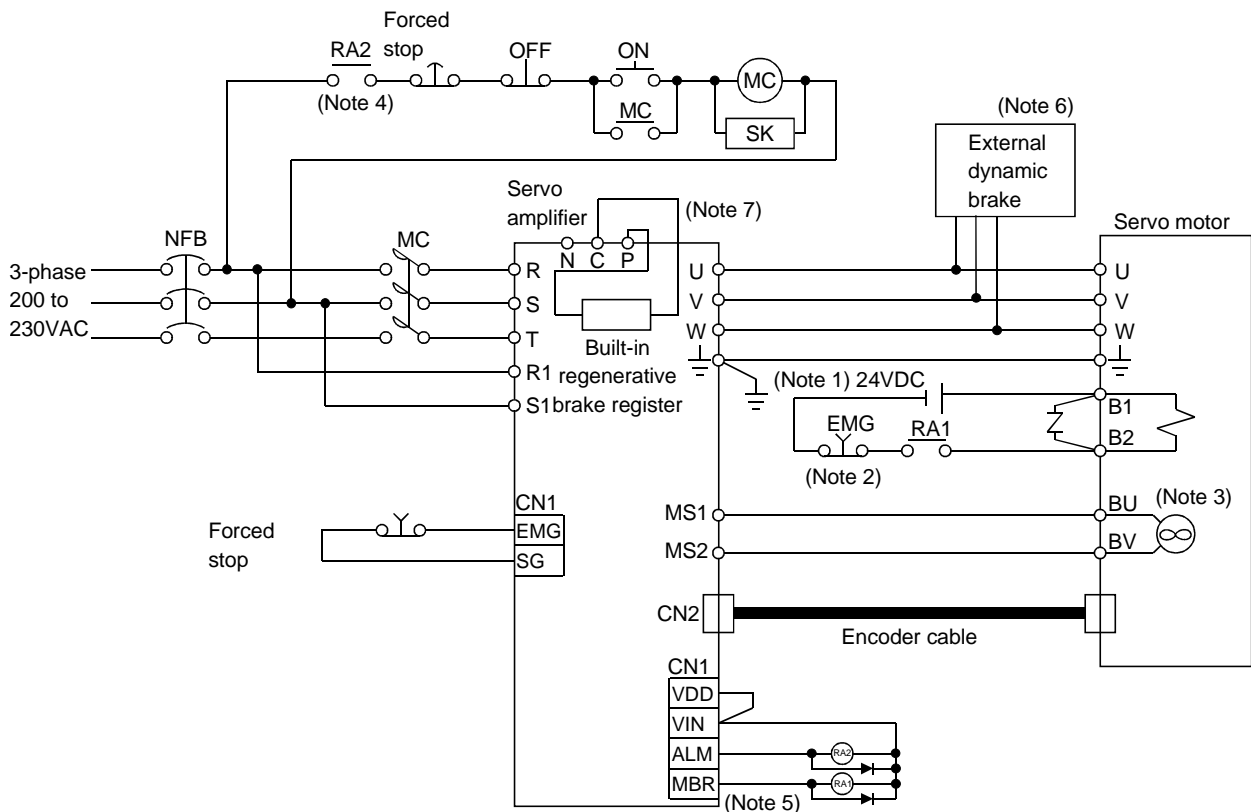 Forced
stop
RA2
OFF
ON
MC
(Note 4)
MC
SK
(Note 6)
External
dynamic
brake
Servo
amplifier
(Note 7)
Servo motor
NFB
MC
N C P
3-phase
200 to
230VAC
R
S
T
R1
S1
Built-in
regenerative
brake register
U
V
W
U
V
W
(Note 1) 24VDC
EMG
RA1
(Note 2)
B1
B2
CN1
EMG
SG
Forced
stop
MS1
MS2
BU
BV
(Note 3)
CN2
Encoder cable
CN1
VDD
VIN
ALM
MBR
RA2
RA1
(Note 5)